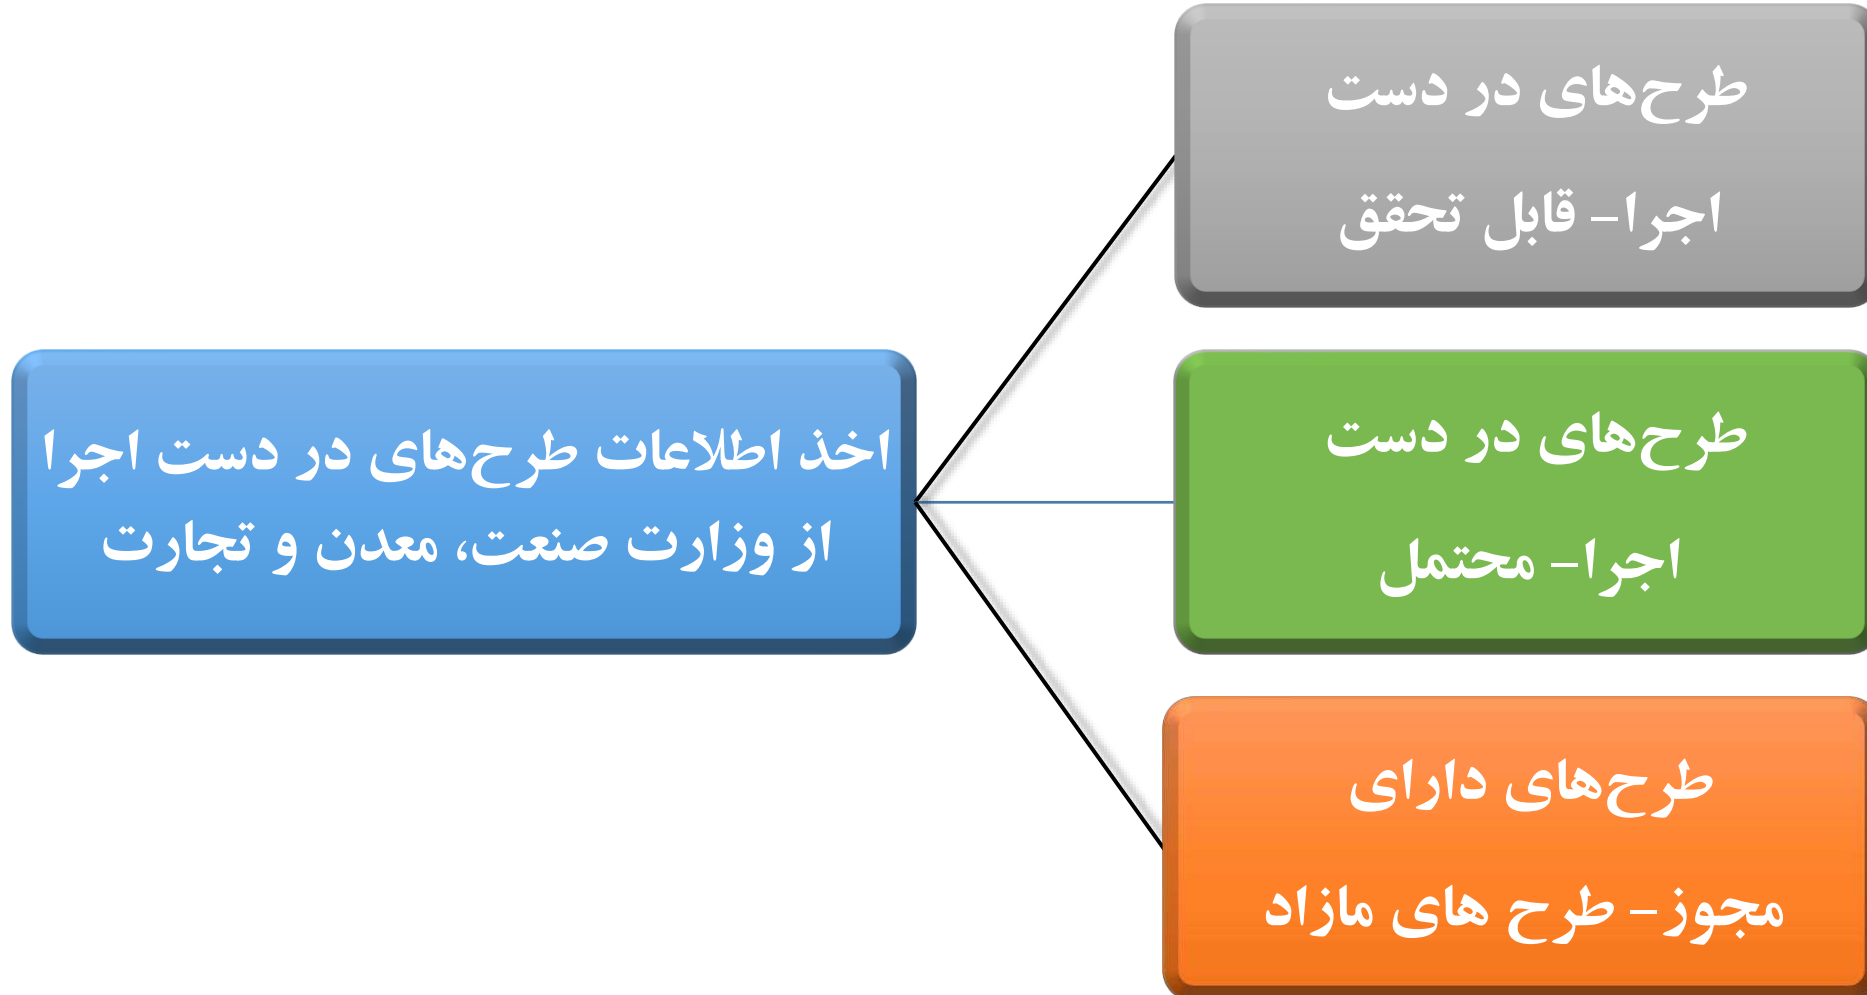 طرح‌های در دست
اجرا- قابل تحقق
اخذ اطلاعات طرح‌های در دست اجرا
از وزارت صنعت، معدن و تجارت
طرح‌های در دست
اجرا- محتمل
طرح‌های دارای
مجوز- طرح های مازاد